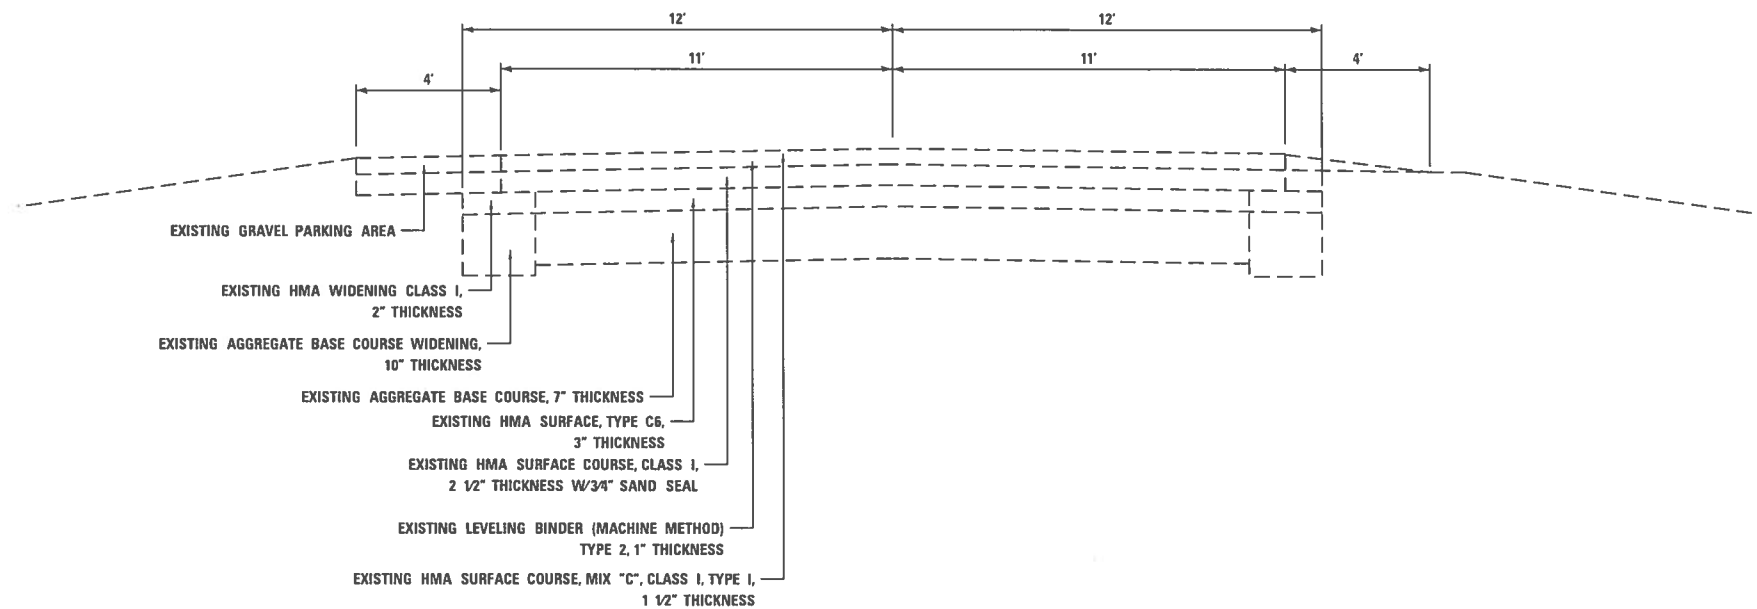 12' 12'
11' 11'
4' 4'
EXISTING GRAVEL PARKING AREA
EXISTING HMA WIDENING CLASS I,
2" THICKNESS
EXISTING AGGREGATE BASE COURSE WIDENING,
10" THICKNESS
EXISTING AGGREGATE BASE COURSE, 7" THICKNESS
EXISTING HMA SURFACE, TYPE C6,
3" THICKNESS
EXISTING HMA SURFACE COURSE, CLASS I,
2 1/2" THICKNESS W/3/4" SAND SEAL
EXISTING LEVELING BINDER (MACHINE METHOD)
TYPE 2, 1" THICKNESS
EXISTING HMA SURFACE COURSE, MIX "C", CLASS I, TYPE I,
1 1/2" THICKNESS